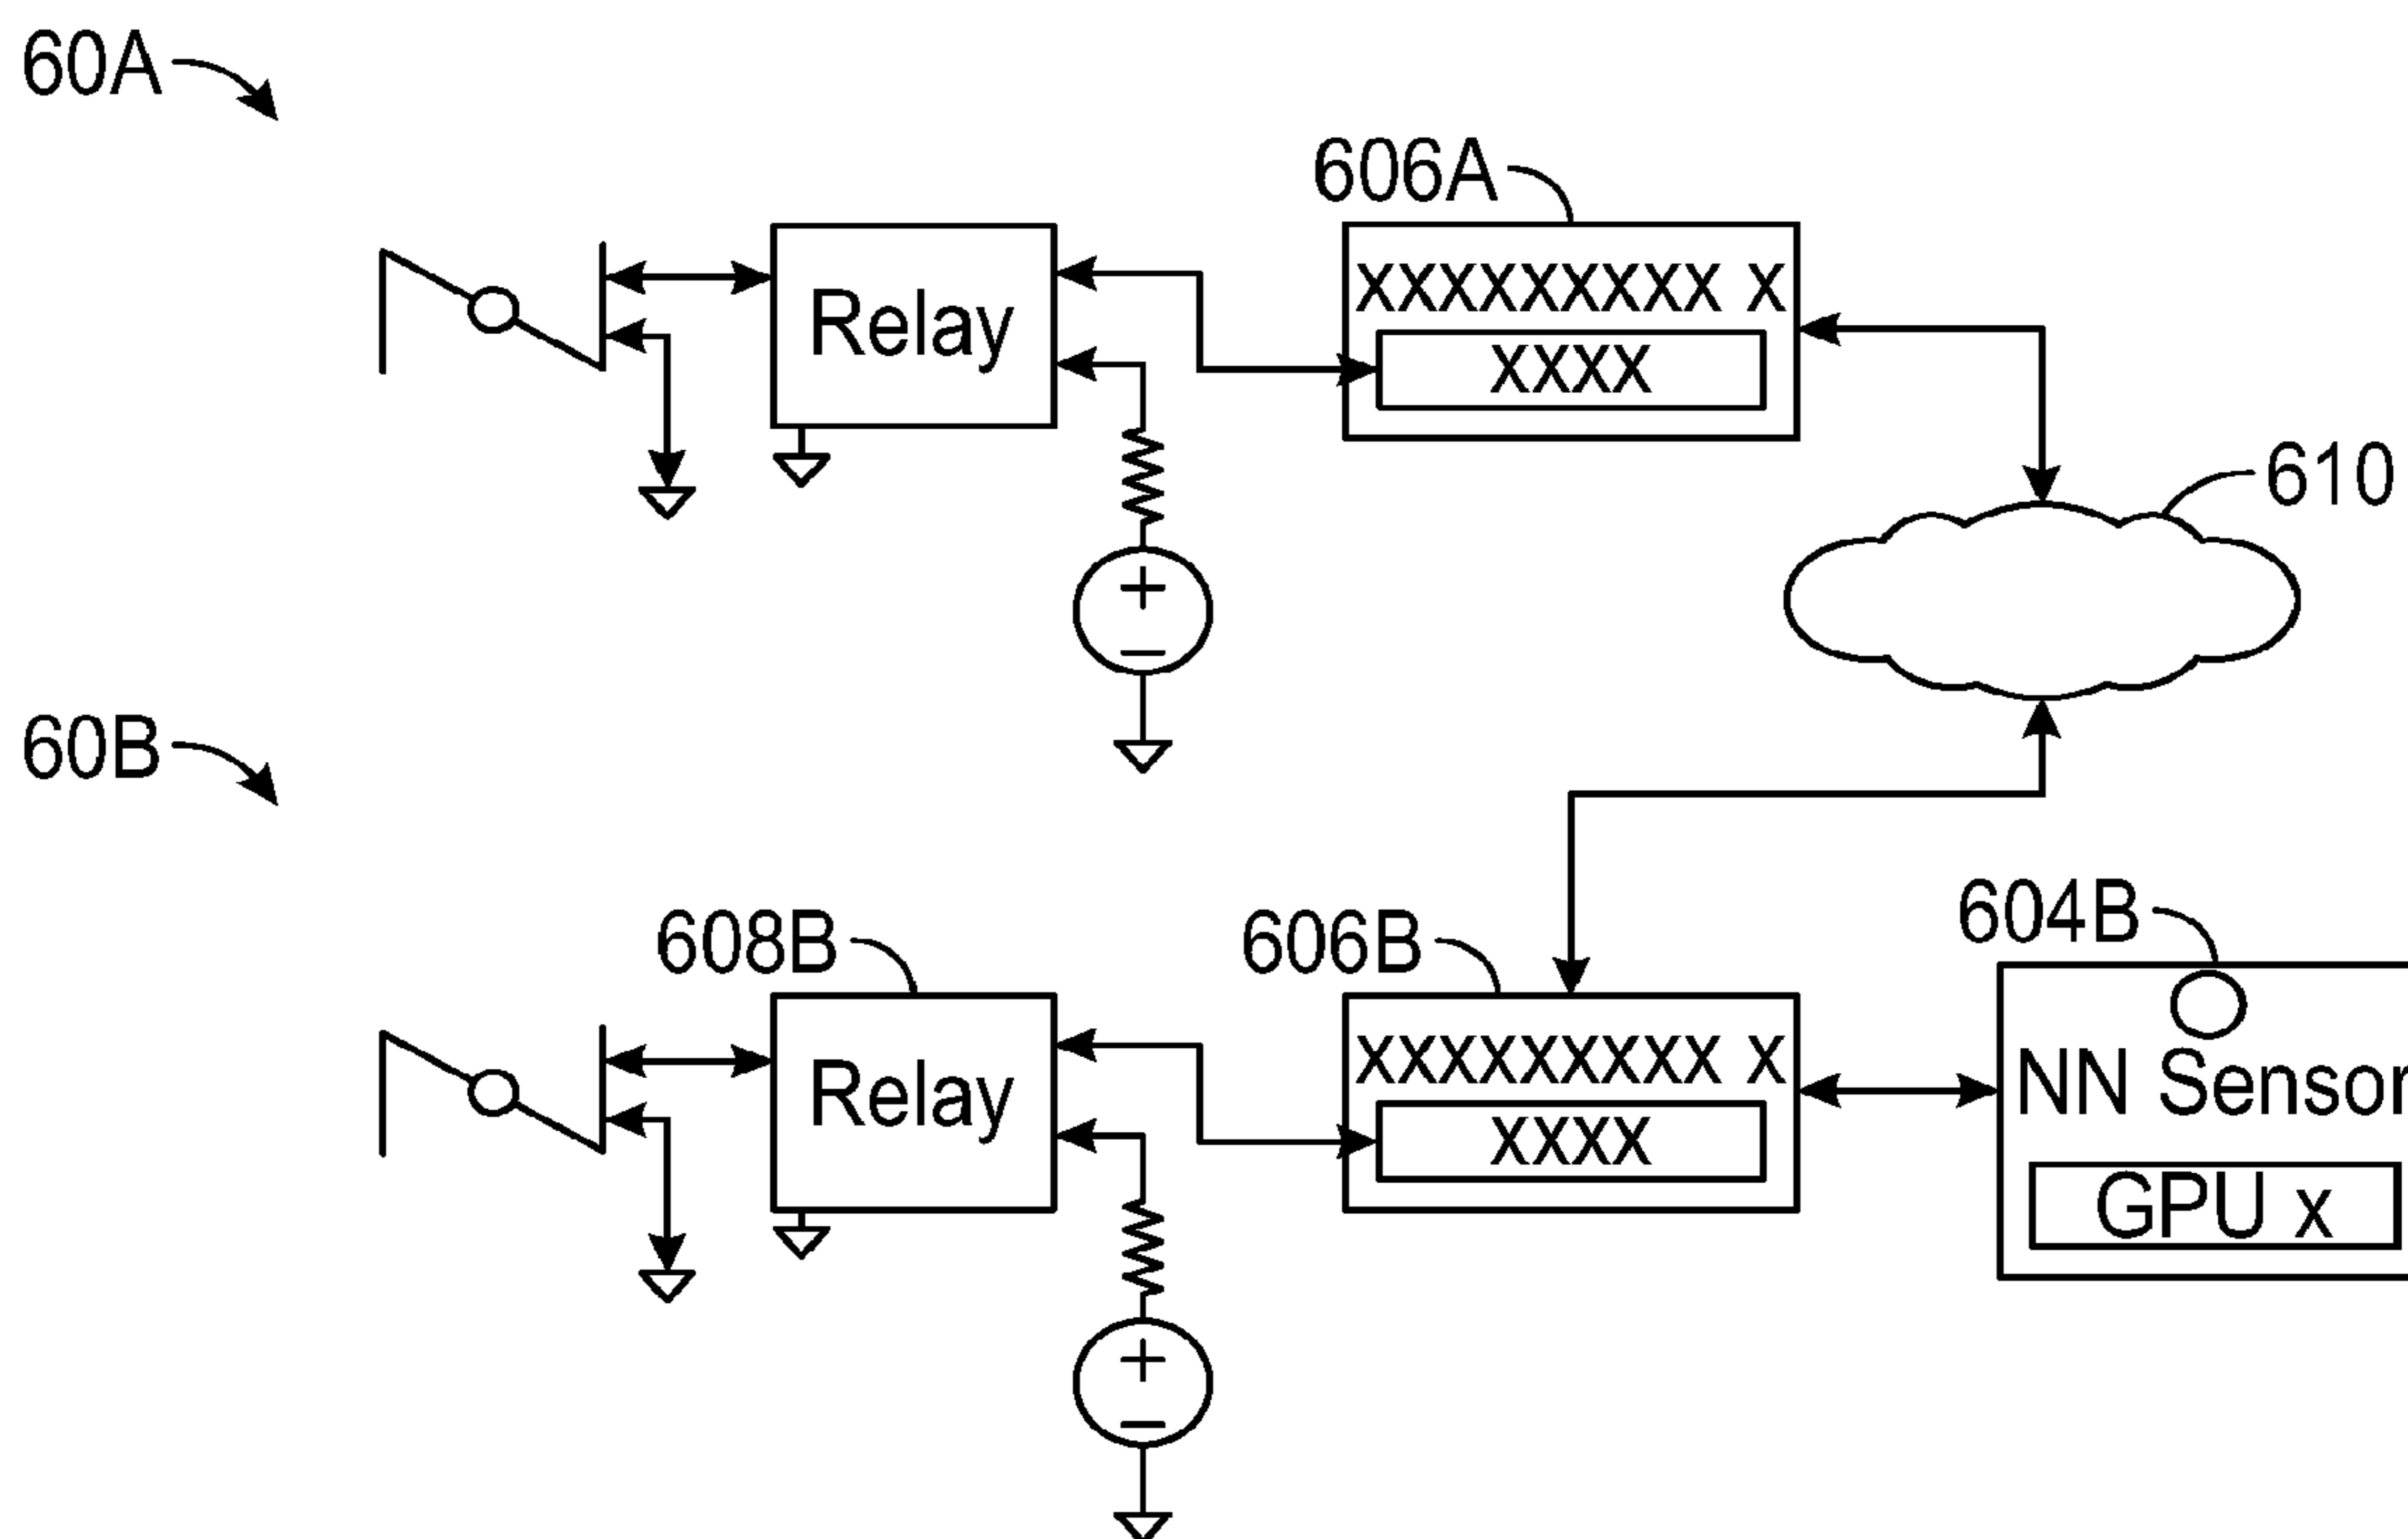 60A
606A
Relay
xxxxxxxxx x
xxxx
610
+
−
60B
608B
606B
604B
Relay
xxxxxxxxx x
xxxx
NN Sensor
GPU x
+
−